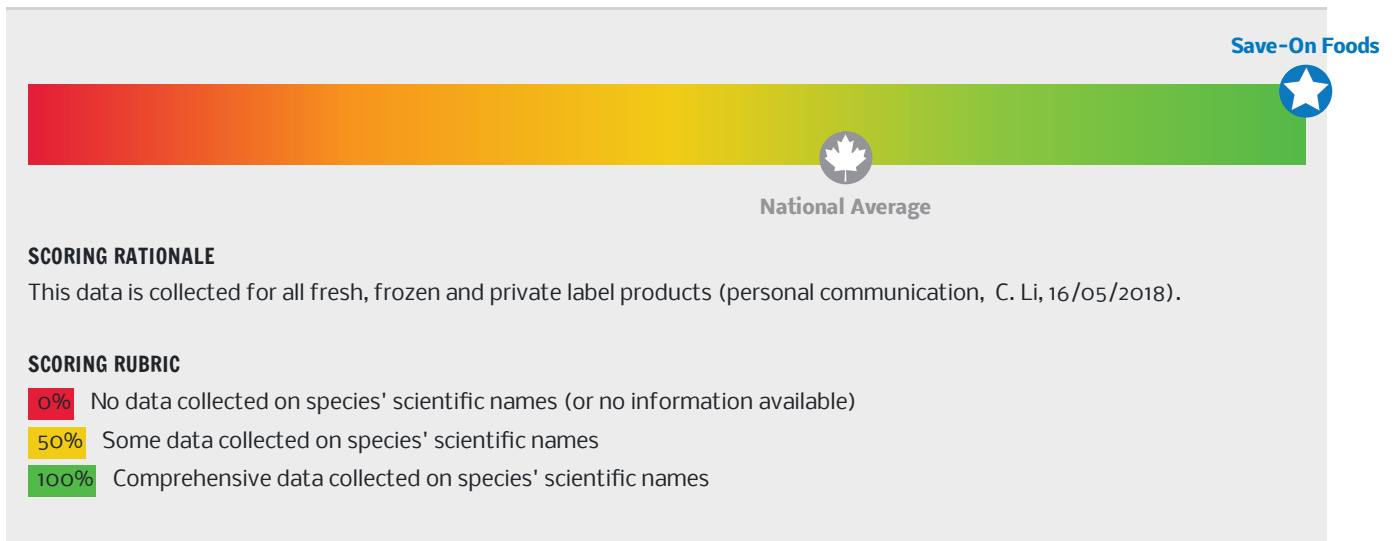 Save-On Foods
National Average
SCORING RATIONALE
This data is collected for all fresh, frozen and private label products (personal communication, C. Li, 16/05/2018).
SCORING RUBRIC
0% No data collected on species' scientific names (or no information available)
50% Some data collected on species' scientific names
100% Comprehensive data collected on species' scientific names